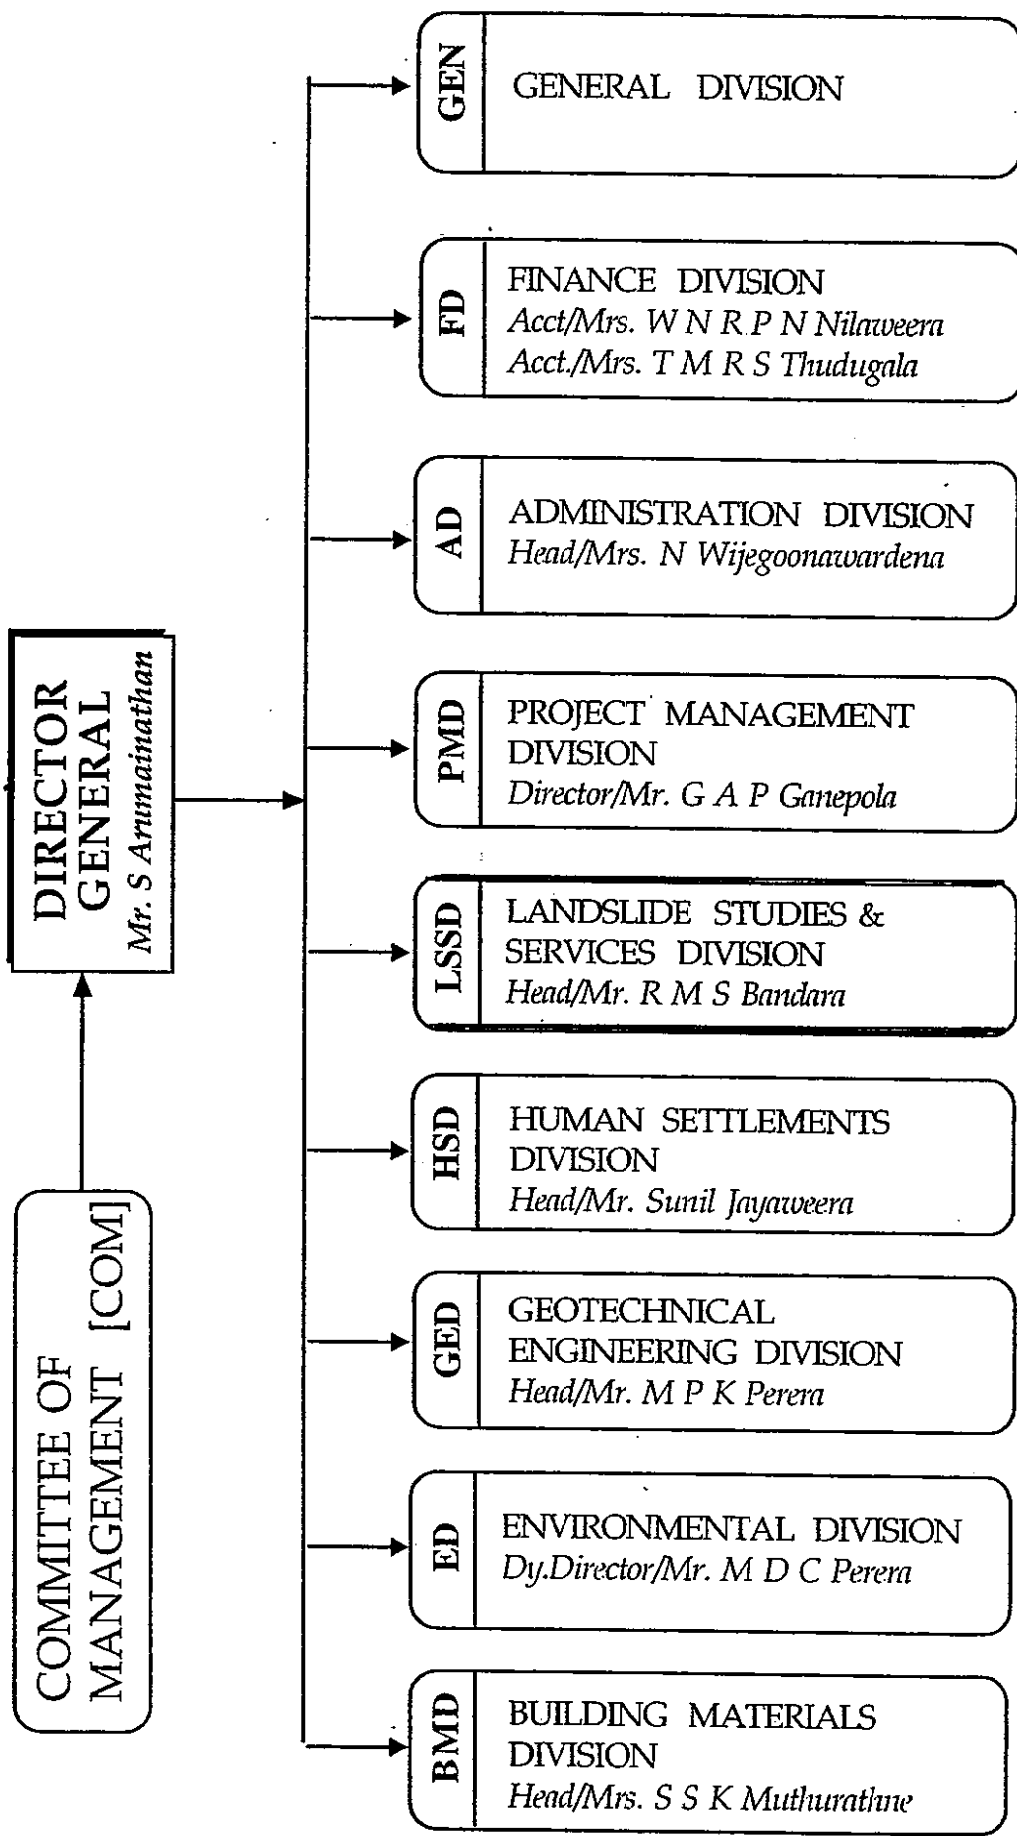 COMMITTEE OF
MANAGEMENT [COM]
DIRECTOR
GENERAL
Mr. S Arumainathan
GEN
GENERAL DIVISION
FD
FINANCE DIVISION
Acct/Mrs. W N R P N Nilaweera
Acct./Mrs. T M R S Thudugala
AD
ADMINISTRATION DIVISION
Head/Mrs. N Wijegoonawardena
PMD
PROJECT MANAGEMENT
DIVISION
Director/Mr. G A P Ganepola
LSSD
LANDSLIDE STUDIES &
SERVICES DIVISION
Head/Mr. R M S Bandara
HSD
HUMAN SETTLEMENTS
DIVISION
Head/Mr. Sunil Jayaweera
GED
GEOTECHNICAL
ENGINEERING DIVISION
Head/Mr. M P K Perera
ED
ENVIRONMENTAL DIVISION
Dy.Director/Mr. M D C Perera
BMD
BUILDING MATERIALS
DIVISION
Head/Mrs. S S K Muthurathne